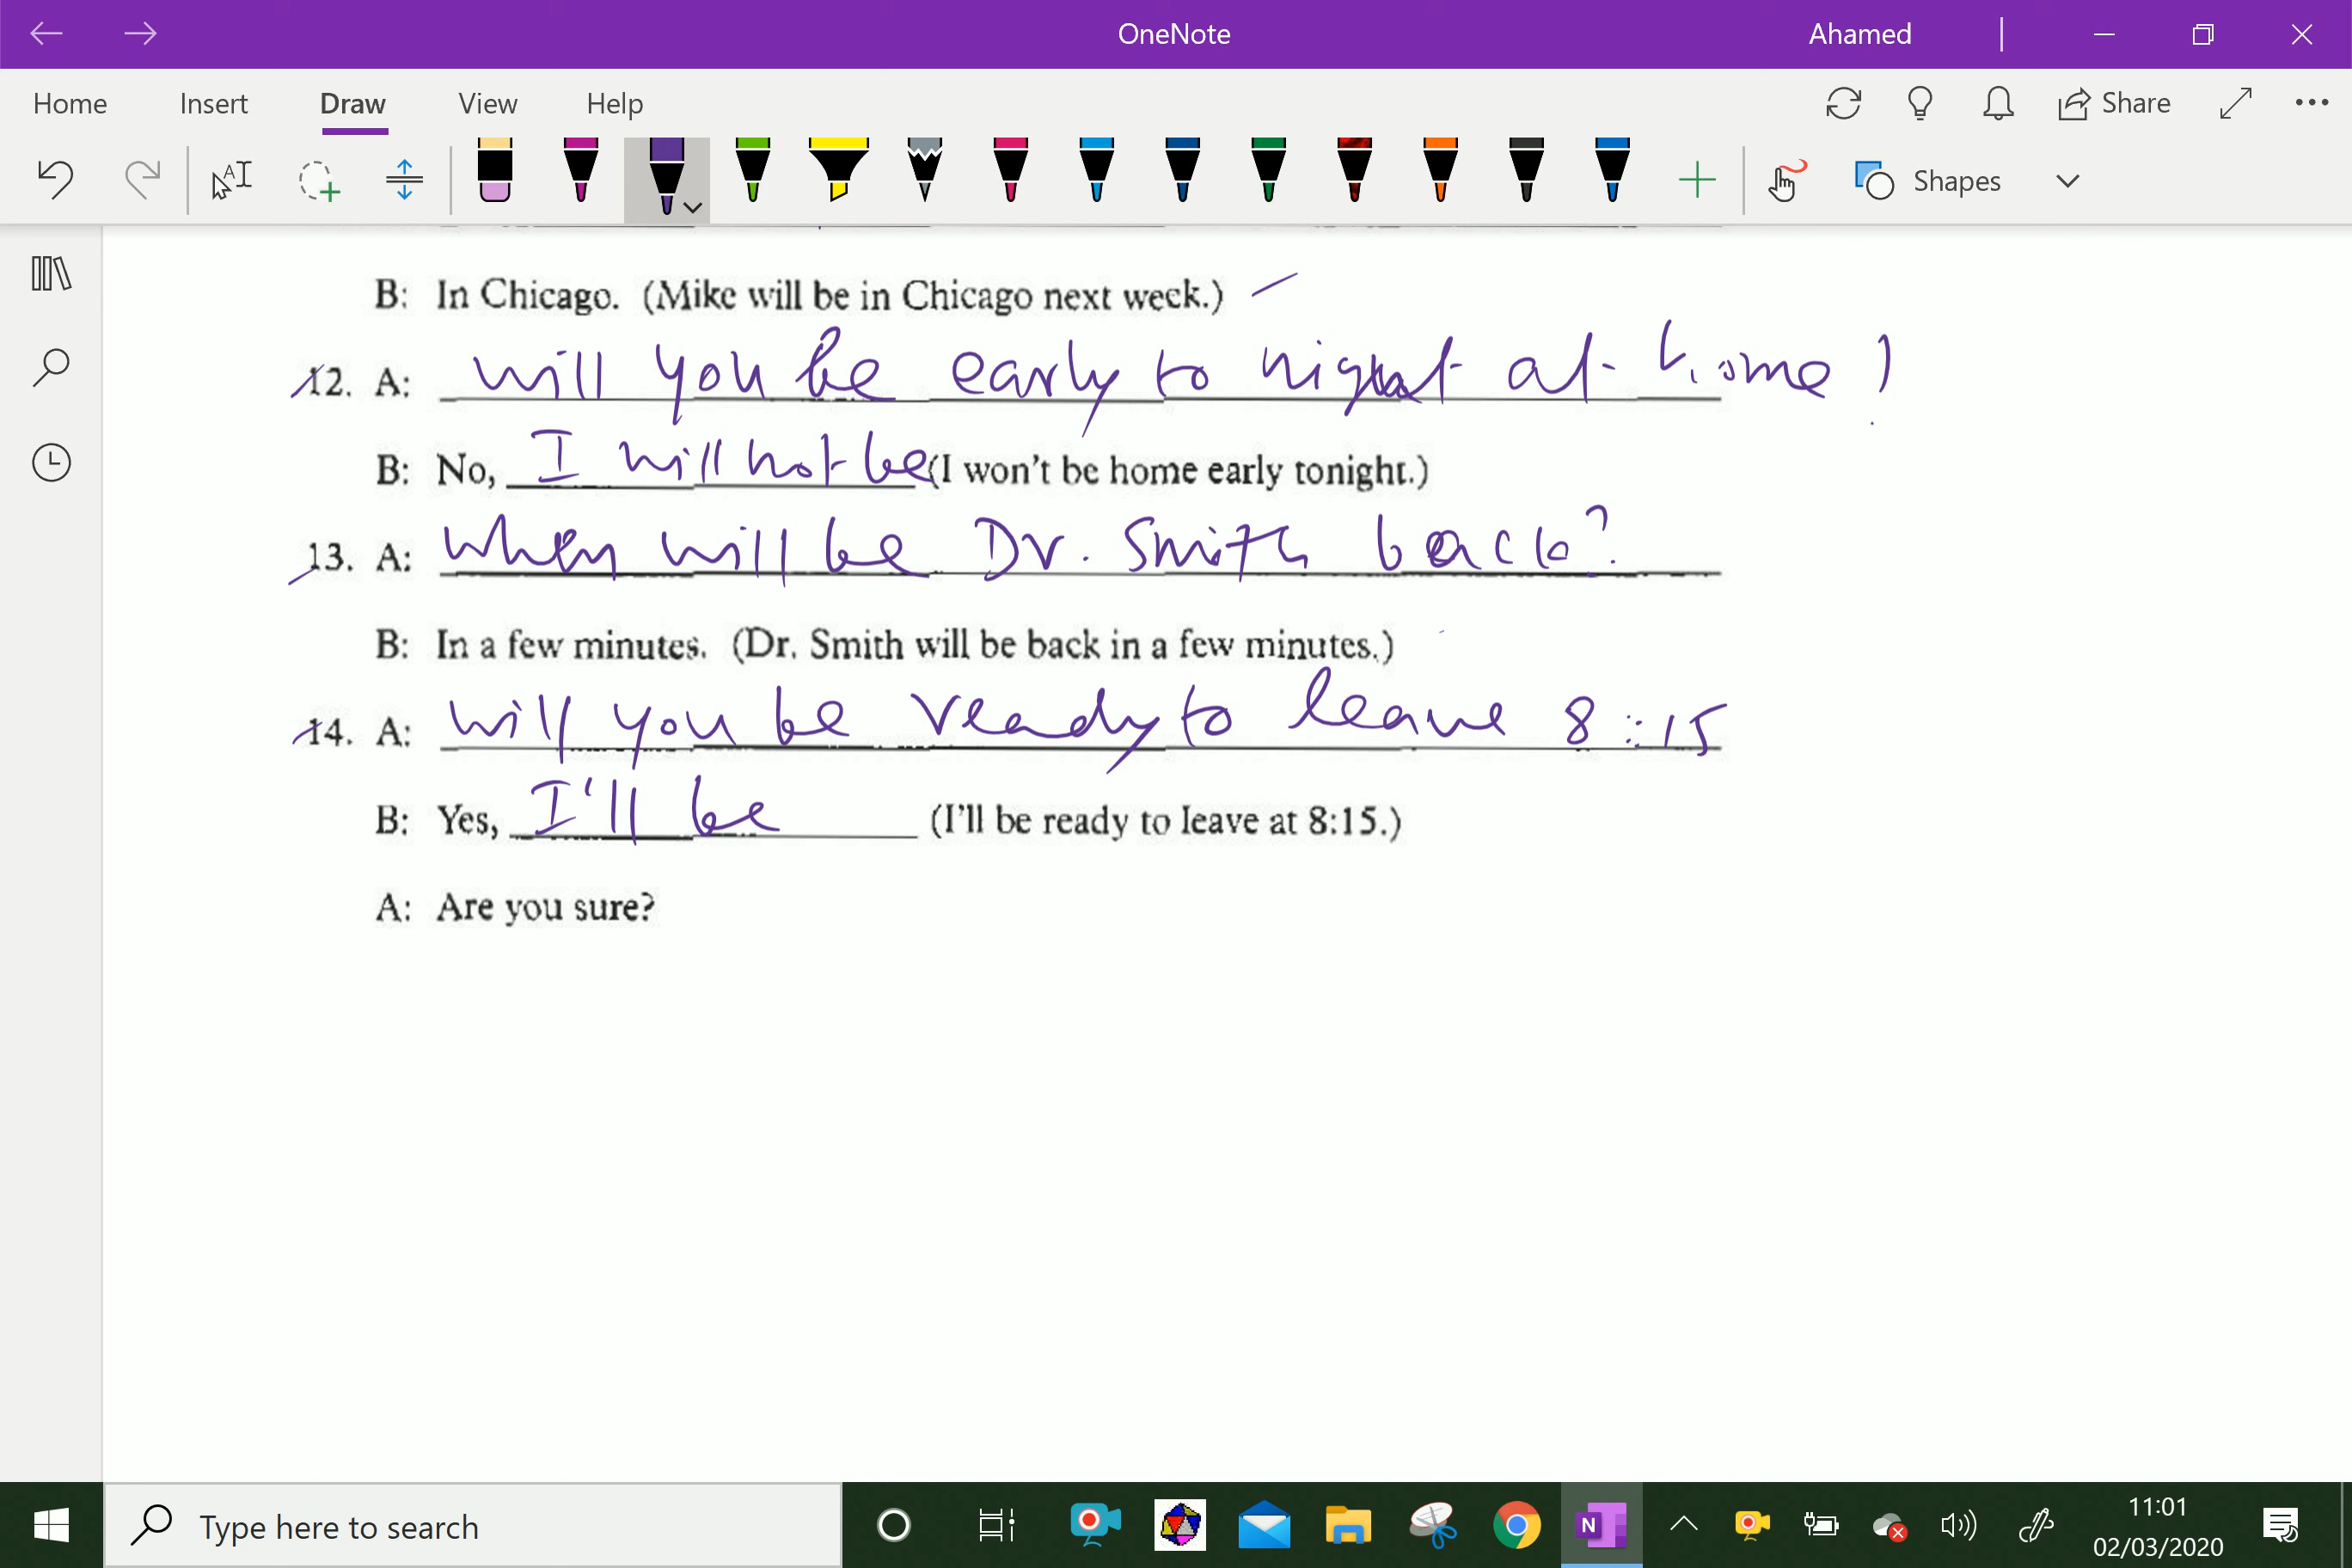 OneNote
Ahamed
Home Insert Draw View Help
Share
Shapes
B: In Chicago. (Mike will be in Chicago next week.)
12. A: will you be early to night at home?
B: No, I will not be (I won't be home early tonight.)
13. A: when will be Dr. Smith back?
B: In a few minutes. (Dr. Smith will be back in a few minutes.)
14. A: will you be ready to leave 8:15
B: Yes, I'll be (I'll be ready to leave at 8:15.)
A: Are you sure?
Type here to search
11:01
02/03/2020